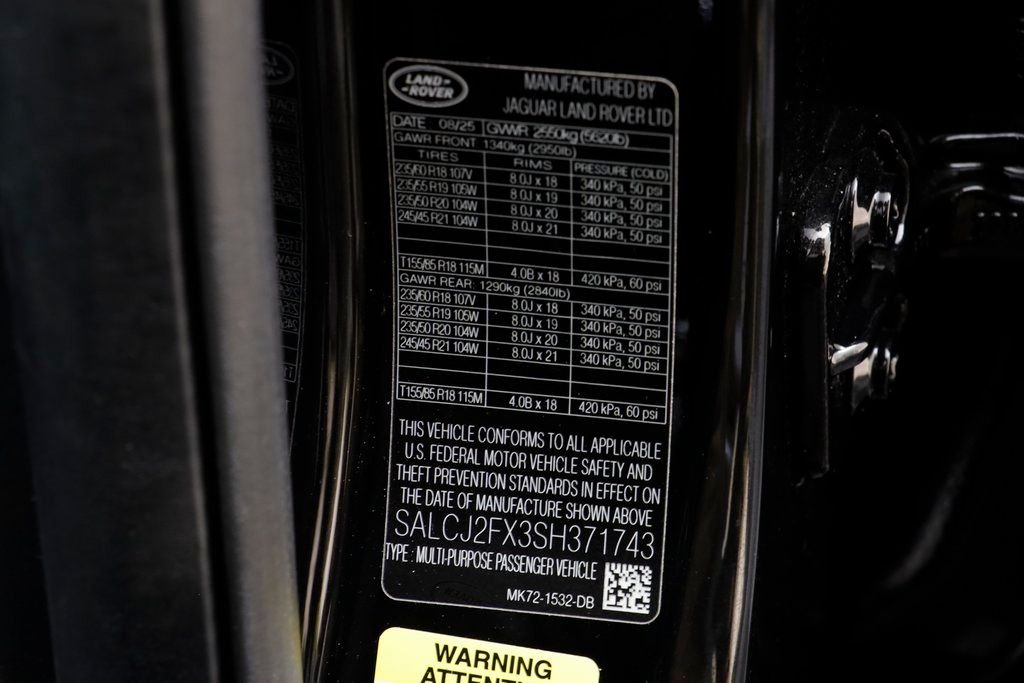 LAND-
-ROVER
MANUFACTURED BY
JAGUAR LAND ROVER LTD
DATE 08/25 GVWR 2550kg (5620lb)
GAWR FRONT 1340kg (2950lb)
TIRES RIMS PRESSURE (COLD)
235/60 R18 107V 8.0J x 18 340 kPa, 50 psi
235/55 R19 105W 8.0J x 19 340 kPa, 50 psi
235/50 R20 104W 8.0J x 20 340 kPa, 50 psi
245/45 R21 104W 8.0J x 21 340 kPa, 50 psi
T155/85 R18 115M 4.0B x 18 420 kPa, 60 psi
GAWR REAR: 1290kg (2840lb)
235/60 R18 107V 8.0J x 18 340 kPa, 50 psi
235/55 R19 105W 8.0J x 19 340 kPa, 50 psi
235/50 R20 104W 8.0J x 20 340 kPa, 50 psi
245/45 R21 104W 8.0J x 21 340 kPa, 50 psi
T155/85 R18 115M 4.0B x 18 420 kPa, 60 psi
THIS VEHICLE CONFORMS TO ALL APPLICABLE
U.S. FEDERAL MOTOR VEHICLE SAFETY AND
THEFT PREVENTION STANDARDS IN EFFECT ON
THE DATE OF MANUFACTURE SHOWN ABOVE
SALCJ2FX3SH371743
TYPE : MULTI-PURPOSE PASSENGER VEHICLE
MK72-1532-DB
WARNING